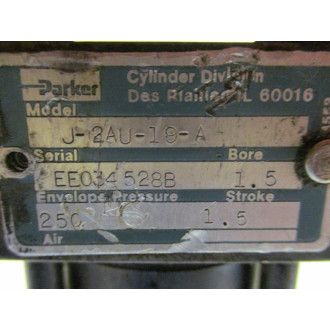 Parker Cylinder Division
Des Plaines IL 60016
Model
J-2AU-19-A
Serial Bore
EE034528B 1.5
Envelope Pressure Stroke
250 1.5
Air